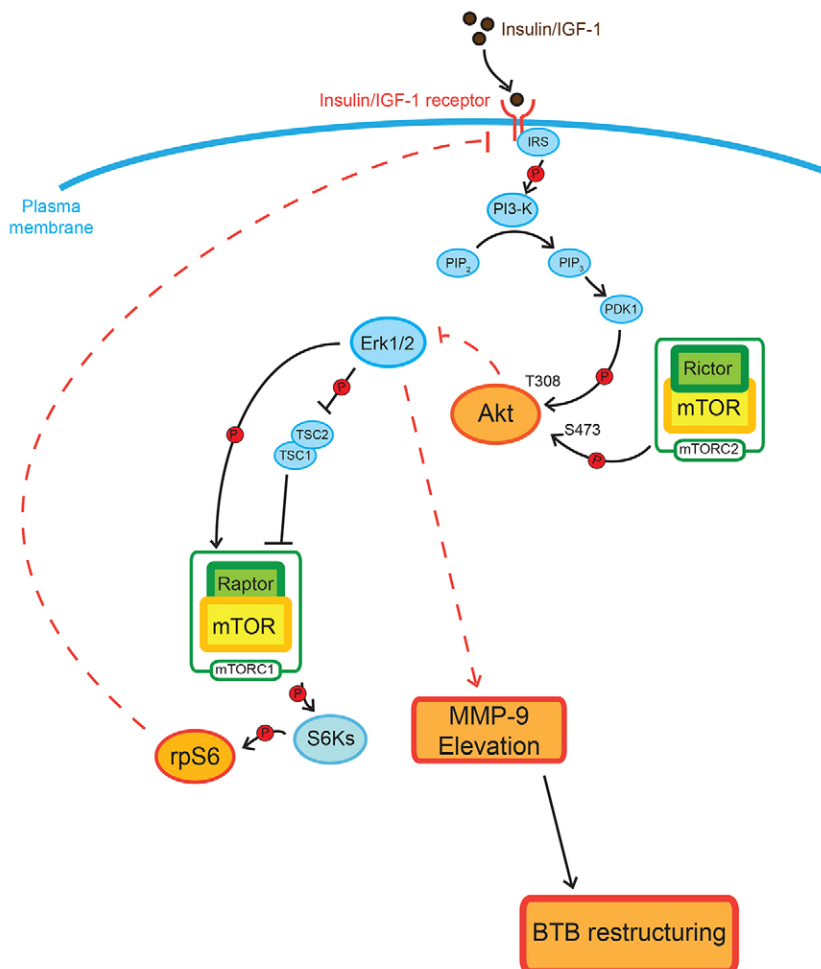 Insulin/IGF-1
Insulin/IGF-1 receptor
IRS
P
Plasma
membrane
PI3-K
PIP2
PIP3
PDK1
Erk1/2
T308
P
Rictor
Akt
mTOR
P
S473
mTORC2
P
TSC2
TSC1
P
P
Raptor
mTOR
mTORC1
P
MMP-9
Elevation
S6Ks
P
rpS6
BTB restructuring